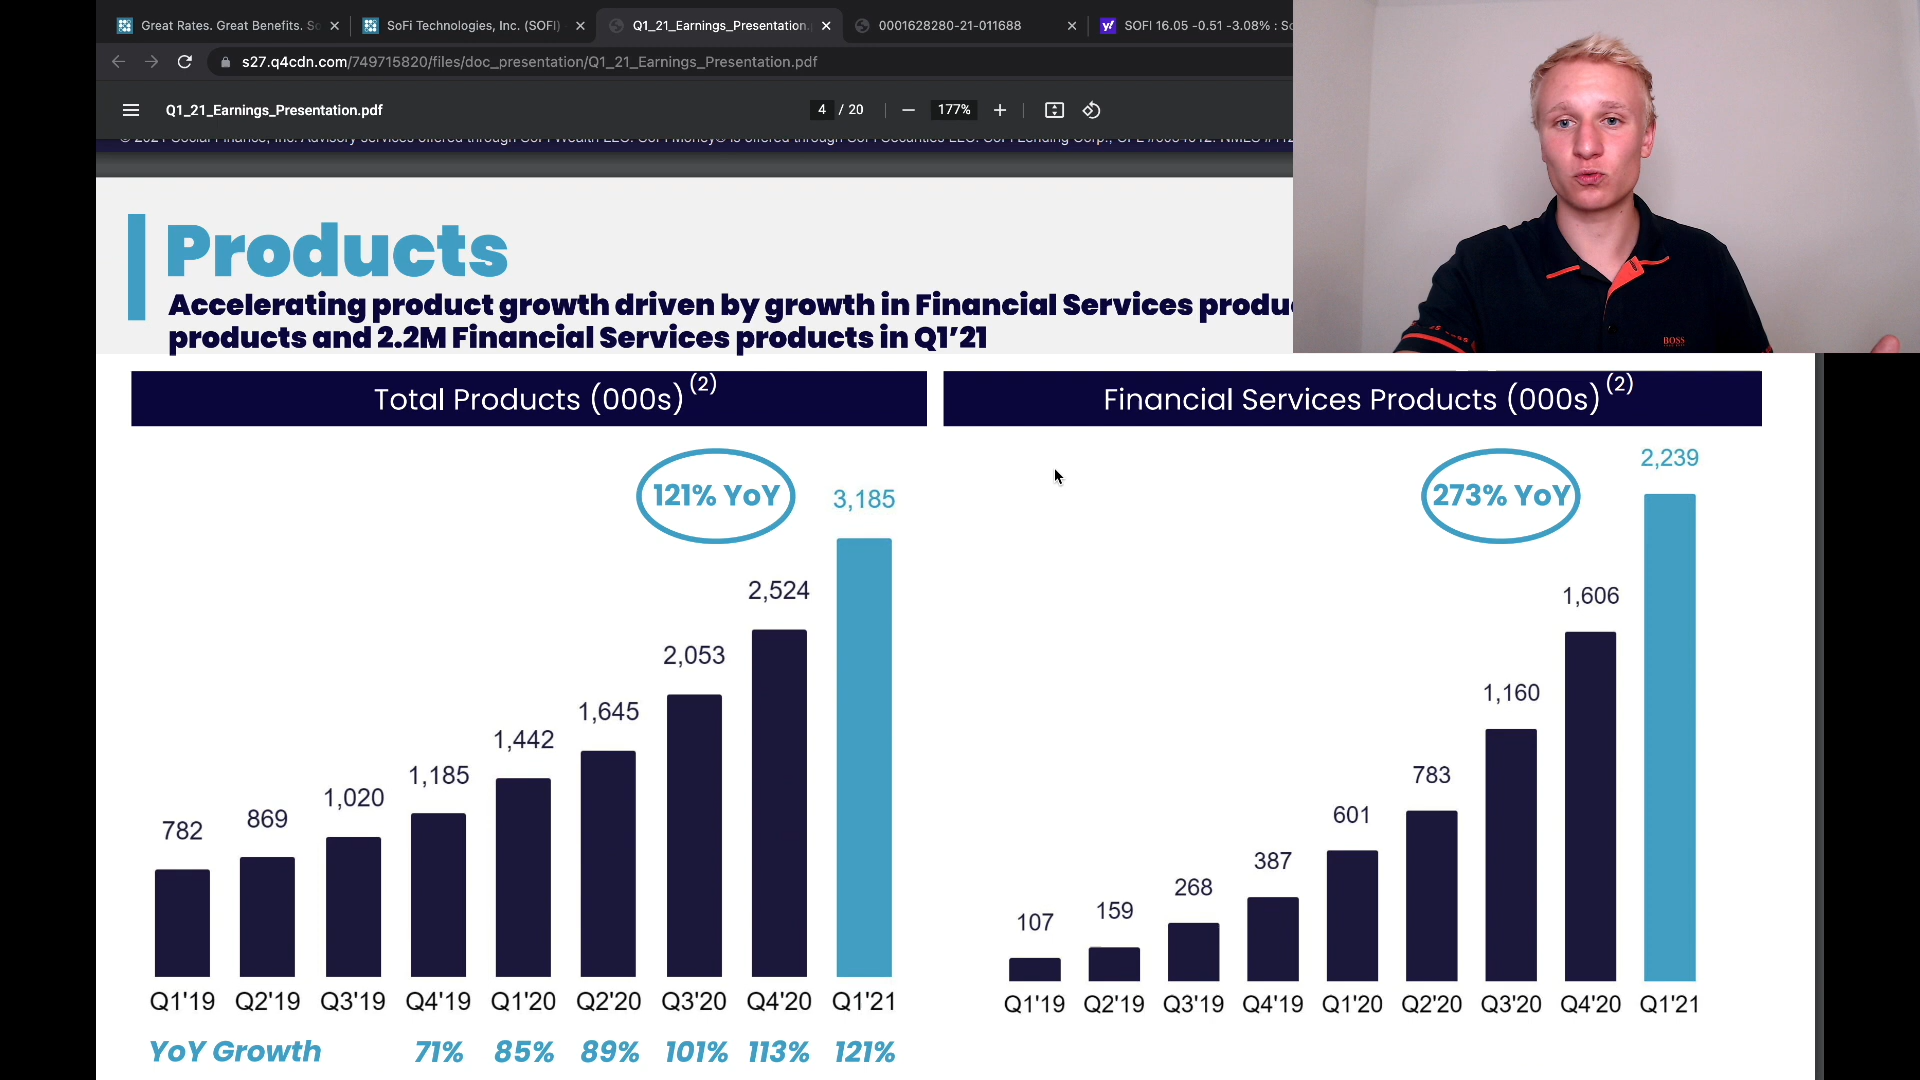 Great Rates. Great Benefits. So
SoFi Technologies, Inc. (SOFI)
Q1_21_Earnings_Presentation.
0001628280-21-011688
SOFI 16.05 -0.51 -3.08% : So
s27.q4cdn.com/749715820/files/doc_presentation/Q1_21_Earnings_Presentation.pdf
Q1_21_Earnings_Presentation.pdf
4 / 20
177%
Products
Accelerating product growth driven by growth in Financial Services produ
products and 2.2M Financial Services products in Q1'21
BOSS
Total Products (000s) (2)
121% YoY
3,185
2,524
2,053
1,645
1,442
1,185
1,020
869
782
Q1'19 Q2'19 Q3'19 Q4'19 Q1'20 Q2'20 Q3'20 Q4'20 Q1'21
YoY Growth 71% 85% 89% 101% 113% 121%
Financial Services Products (000s) (2)
273% YoY
2,239
1,606
1,160
783
601
387
268
159
107
Q1'19 Q2'19 Q3'19 Q4'19 Q1'20 Q2'20 Q3'20 Q4'20 Q1'21